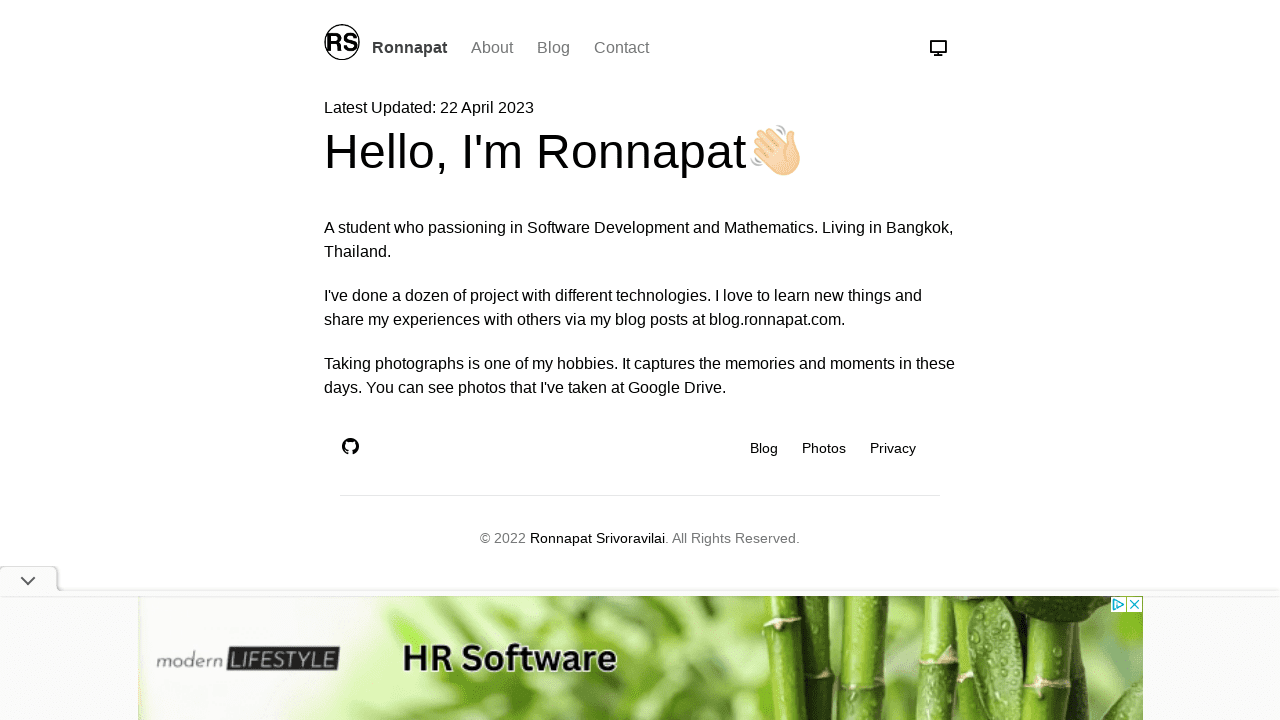 RS
Ronnapat About Blog Contact
Latest Updated: 22 April 2023
Hello, I'm Ronnapat👋🏻
A student who passioning in Software Development and Mathematics. Living in Bangkok,
Thailand.
I've done a dozen of project with different technologies. I love to learn new things and
share my experiences with others via my blog posts at blog.ronnapat.com.
Taking photographs is one of my hobbies. It captures the memories and moments in these
days. You can see photos that I've taken at Google Drive.
Blog Photos Privacy
© 2022 Ronnapat Srivoravilai. All Rights Reserved.
modern LIFESTYLE
HR Software